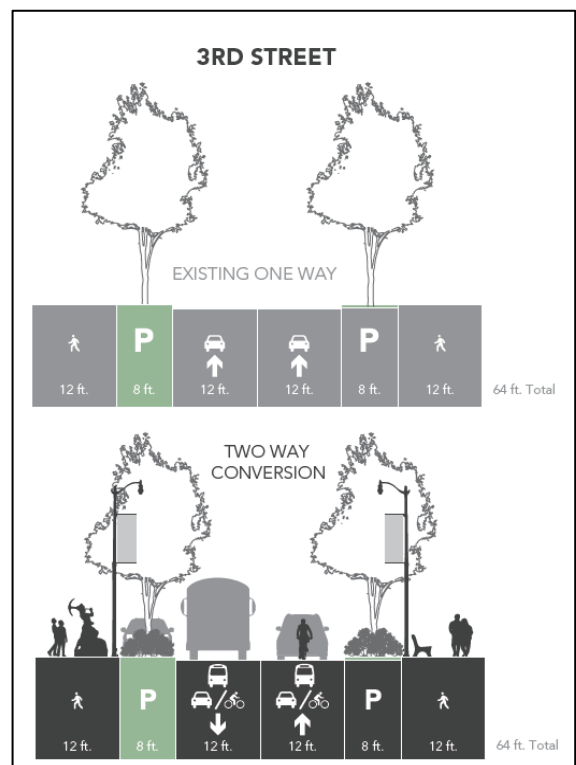 3RD STREET
EXISTING ONE WAY
P P
12 ft. 8 ft. 12 ft. 12 ft. 8 ft. 12 ft. 64 ft. Total
TWO WAY
CONVERSION
P / / P
12 ft. 8 ft. 12 ft. 12 ft. 8 ft. 12 ft. 64 ft. Total